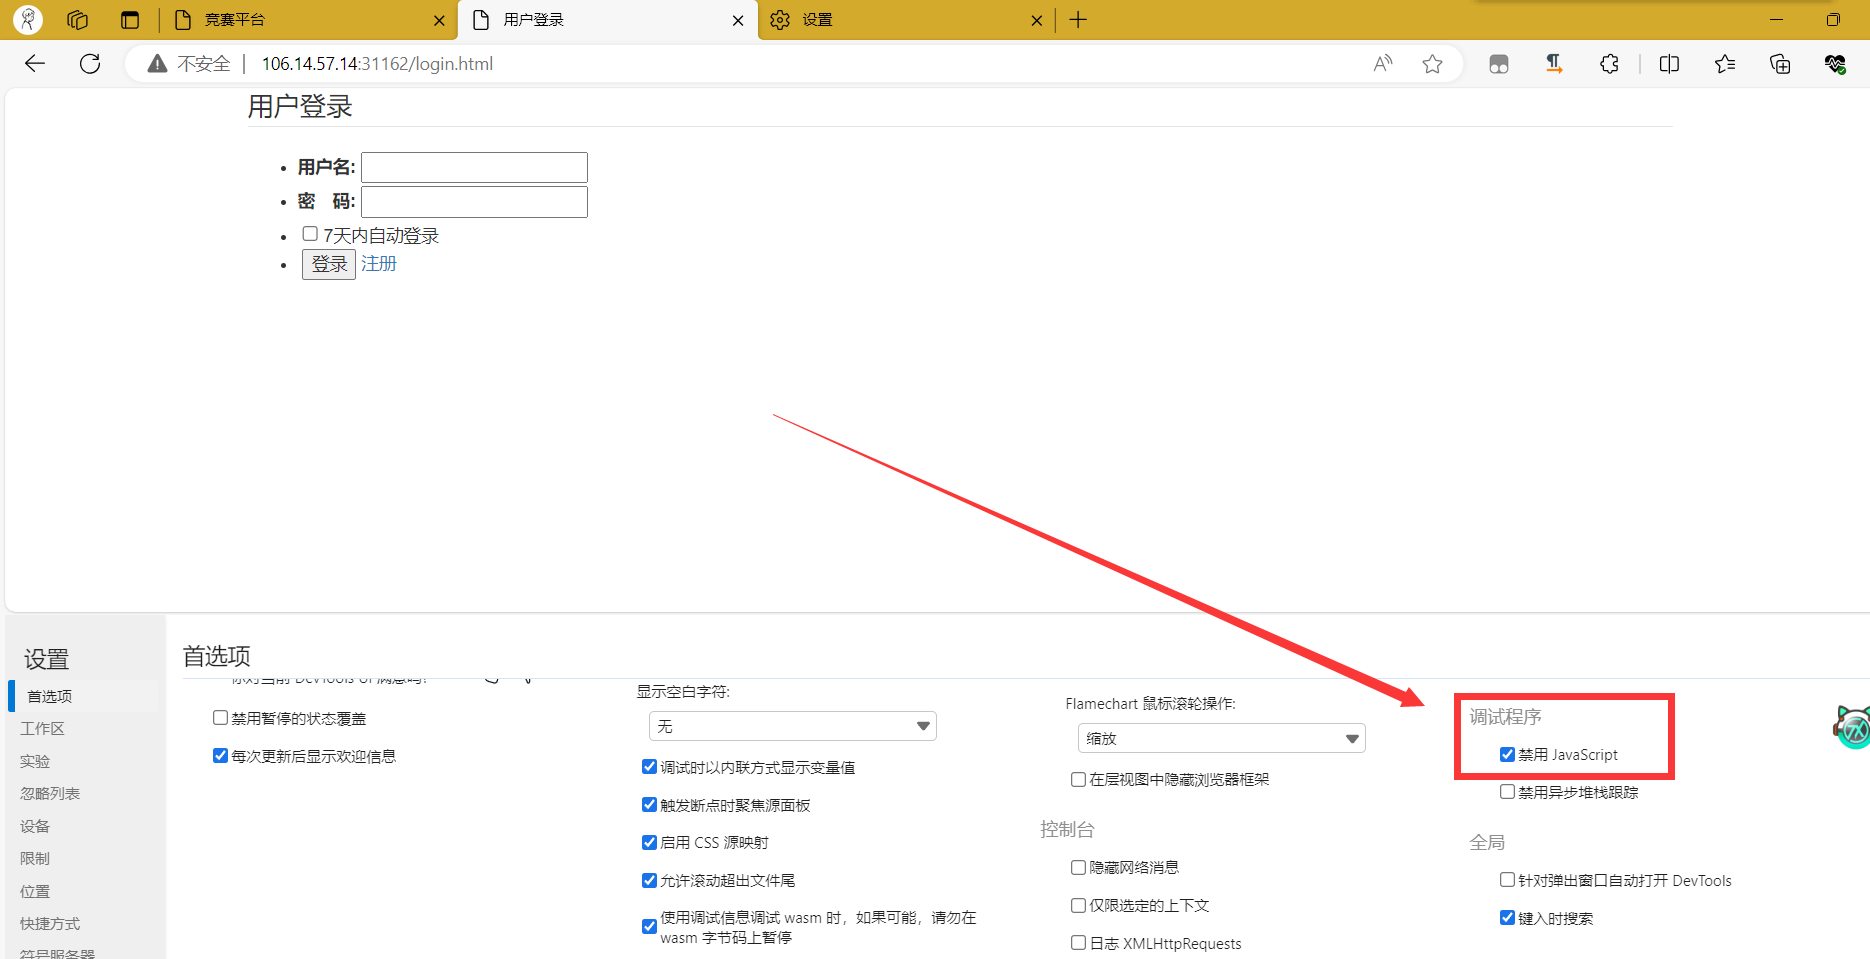 竞赛平台
用户登录
设置
不安全
106.14.57.14:31162/login.html
用户登录
用户名:
密 码:
7天内自动登录
登录 注册
设置
首选项
工作区
实验
忽略列表
设备
限制
位置
快捷方式
符号服务器
首选项
你对当前 DevTools UI 满意吗?
禁用暂停的状态覆盖
每次更新后显示欢迎信息
显示空白字符:
无
调试时以内联方式显示变量值
触发断点时聚焦源面板
启用 CSS 源映射
允许滚动超出文件尾
使用调试信息调试 wasm 时，如果可能，请勿在
wasm 字节码上暂停
Flamechart 鼠标滚轮操作:
缩放
在层视图中隐藏浏览器框架
控制台
隐藏网络消息
仅限选定的上下文
日志 XMLHttpRequests
调试程序
禁用 JavaScript
禁用异步堆栈跟踪
全局
针对弹出窗口自动打开 DevTools
键入时搜索